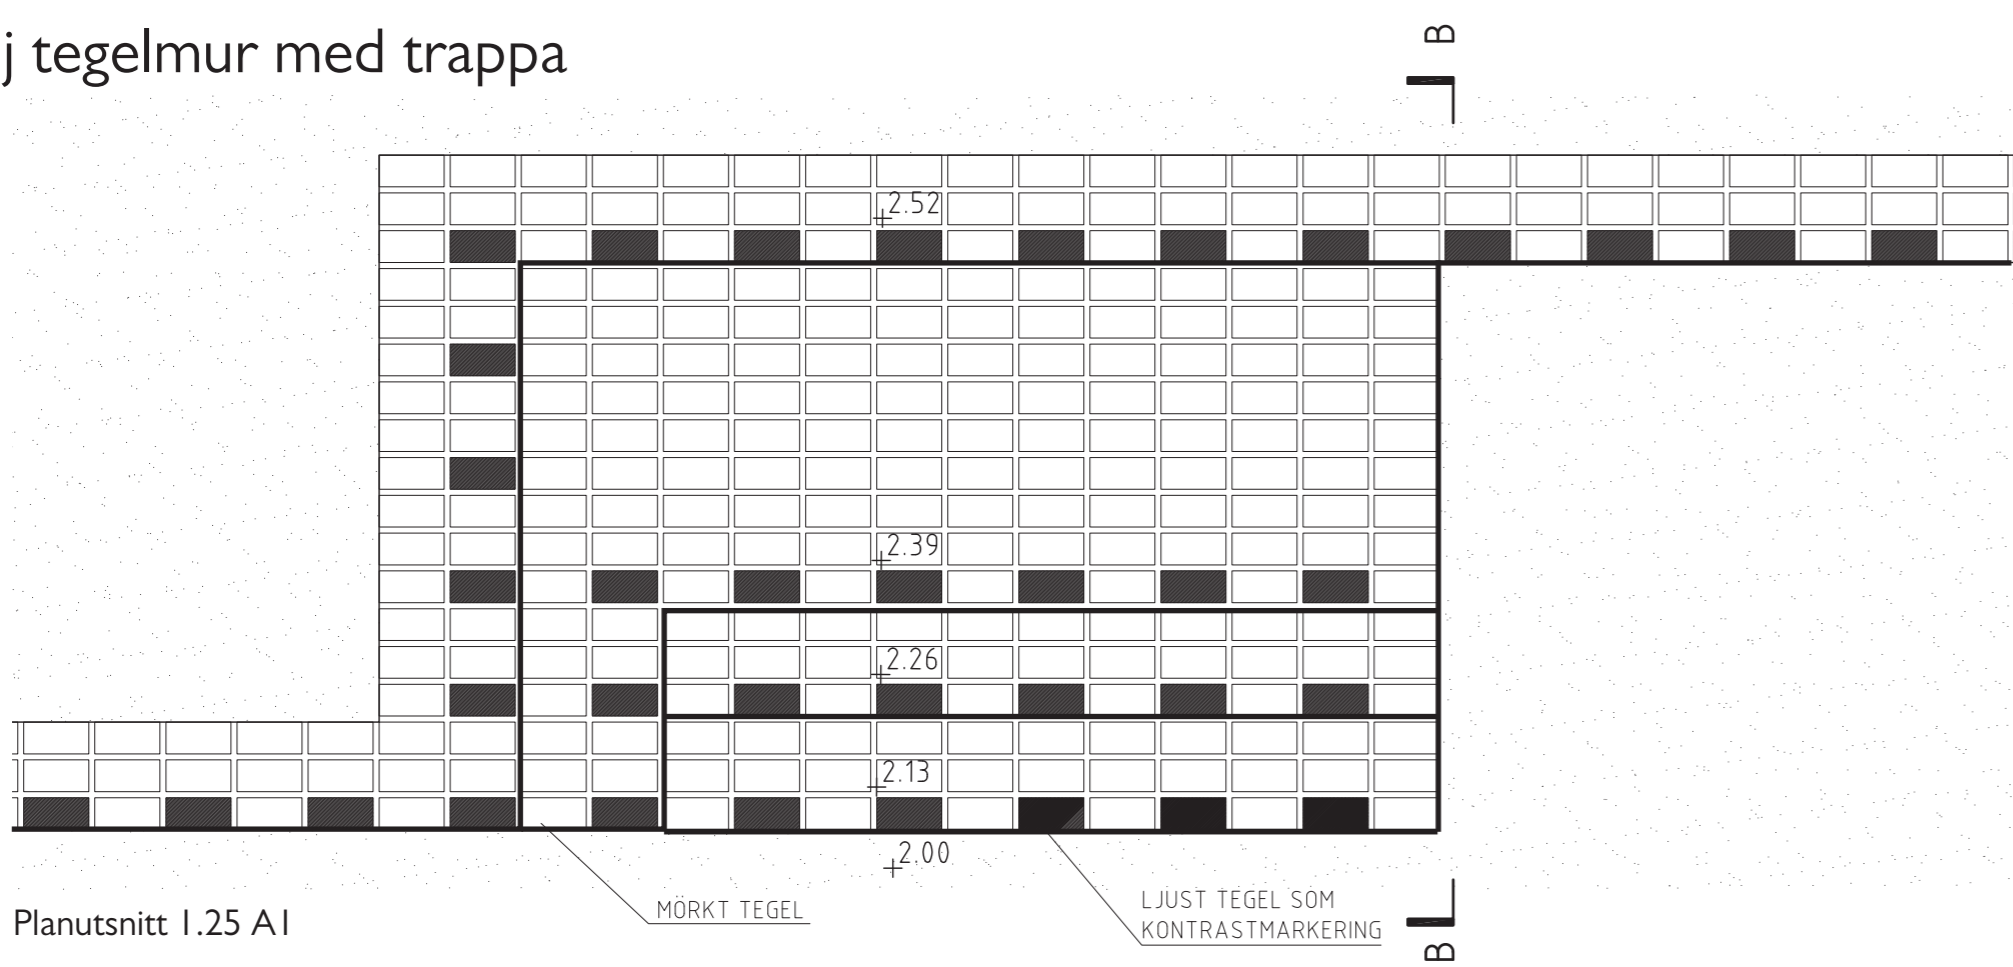 j tegelmur med trappa
B
2.52
2.39
2.26
2.13
2.00
MÖRKT TEGEL
LJUST TEGEL SOM
KONTRASTMARKERING
Planutsnitt 1.25 A1
B